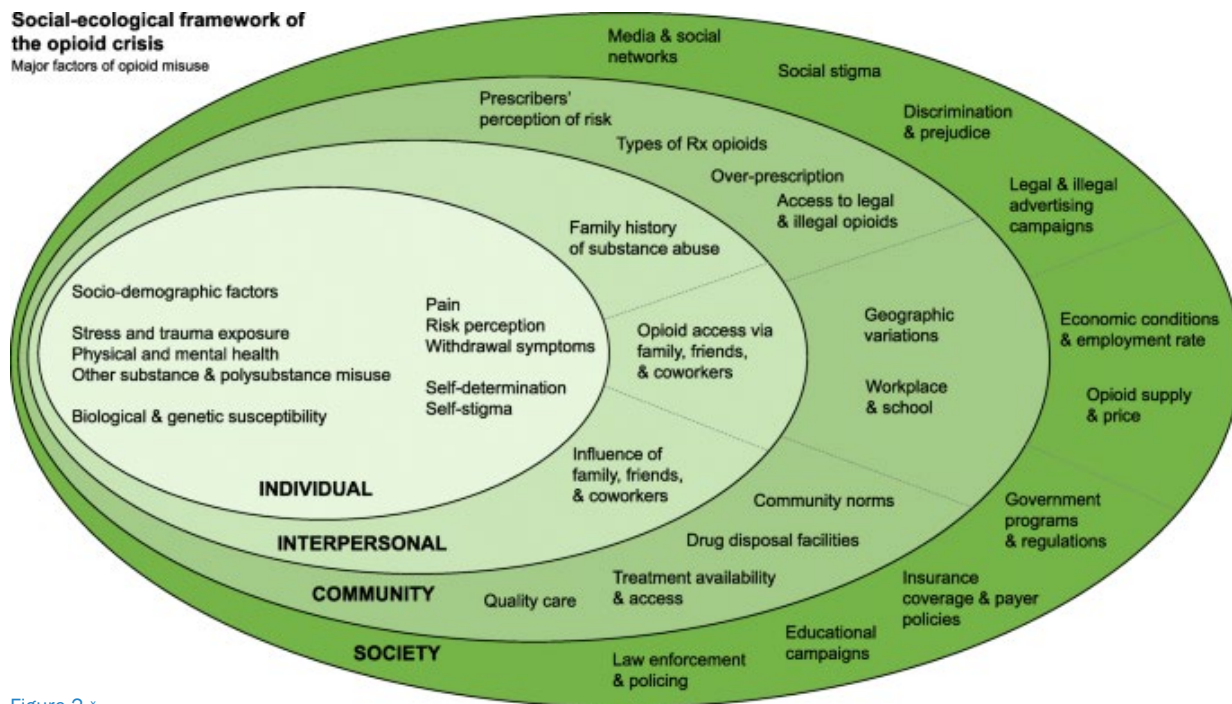 Social-ecological framework of
the opioid crisis
Major factors of opioid misuse
Media & social
networks
Social stigma
Discrimination
& prejudice
Legal & illegal
advertising
campaigns
Economic conditions
& employment rate
Opioid supply
& price
Government
programs
& regulations
Insurance
coverage & payer
policies
Educational
campaigns
Law enforcement
& policing
SOCIETY
Prescribers'
perception of risk
Types of Rx opioids
Over-prescription
Access to legal
& illegal opioids
Geographic
variations
Workplace
& school
Community norms
Drug disposal facilities
Treatment availability
& access
Quality care
COMMUNITY
Family history
of substance abuse
Opioid access via
family, friends,
& coworkers
Influence of
family, friends,
& coworkers
INTERPERSONAL
Socio-demographic factors
Stress and trauma exposure
Physical and mental health
Other substance & polysubstance misuse
Biological & genetic susceptibility
Pain
Risk perception
Withdrawal symptoms
Self-determination
Self-stigma
INDIVIDUAL